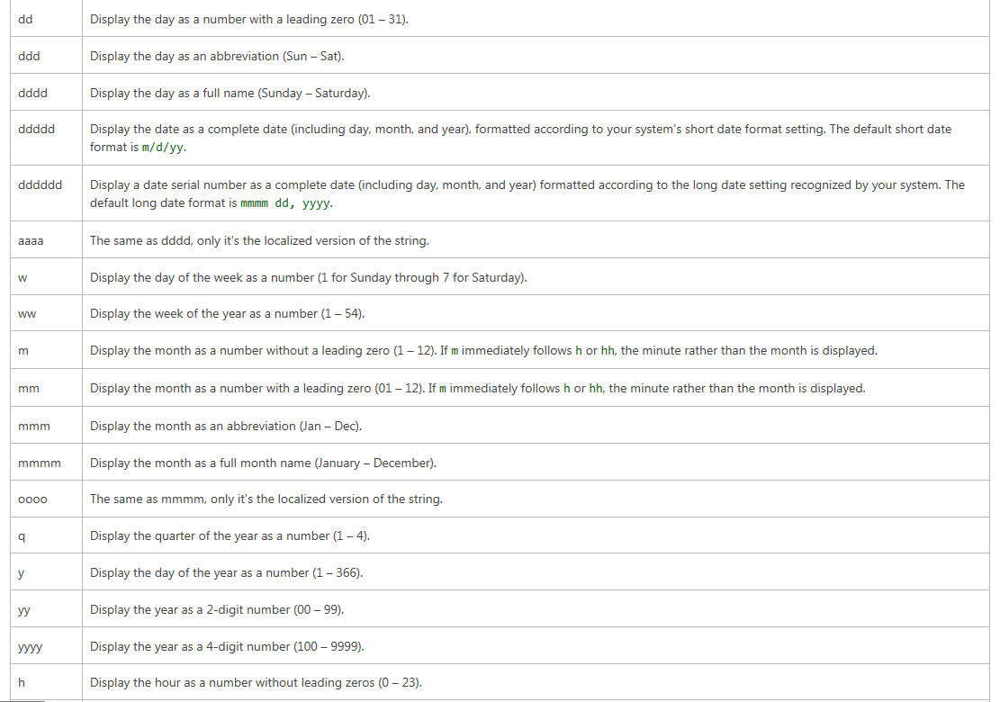 dd Display the day as a number with a leading zero (01 – 31).
ddd Display the day as an abbreviation (Sun – Sat).
dddd Display the day as a full name (Sunday – Saturday).
ddddd Display the date as a complete date (including day, month, and year), formatted according to your system's short date format setting. The default short date
format is m/d/yy.
dddddd Display a date serial number as a complete date (including day, month, and year) formatted according to the long date setting recognized by your system. The
default long date format is mmmm dd, yyyy.
aaaa The same as dddd, only it's the localized version of the string.
w Display the day of the week as a number (1 for Sunday through 7 for Saturday).
ww Display the week of the year as a number (1 – 54).
m Display the month as a number without a leading zero (1 – 12). If m immediately follows h or hh, the minute rather than the month is displayed.
mm Display the month as a number with a leading zero (01 – 12). If m immediately follows h or hh, the minute rather than the month is displayed.
mmm Display the month as an abbreviation (Jan – Dec).
mmmm Display the month as a full month name (January – December).
oooo The same as mmmm, only it's the localized version of the string.
q Display the quarter of the year as a number (1 – 4).
y Display the day of the year as a number (1 – 366).
yy Display the year as a 2-digit number (00 – 99).
yyyy Display the year as a 4-digit number (100 – 9999).
h Display the hour as a number without leading zeros (0 – 23).